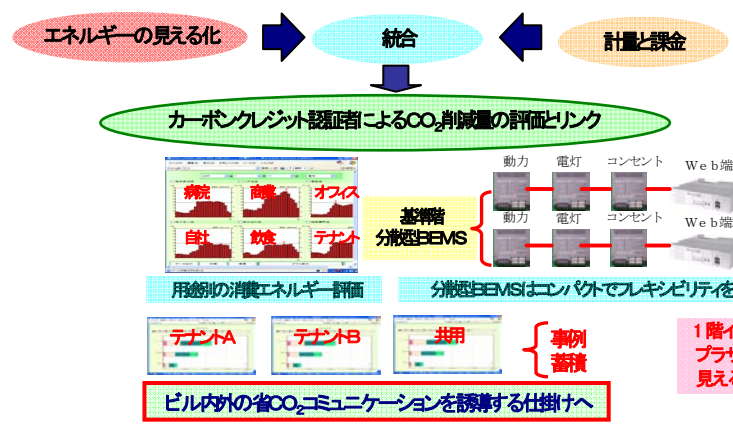 エネルギーの見える化
統合
計量と課金
カーボンクレジット認証者によるCO₂削減量の評価とリンク
病院
商業
オフィス
自社
飲食
テナント
基準階
分散型BEMS
動力
電灯
コンセント
Web端
動力
電灯
コンセント
Web端
用途別の消費エネルギー評価
分散型BEMSはコンパクトでフレキシビリティを
テナントA
テナントB
共用
事例
蓄積
1階イ
プラザ
見える
ビル内外の省CO₂コミュニケーションを誘導する仕掛けへ